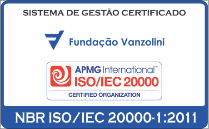 SISTEMA DE GESTÃO CERTIFICADO
Fundação Vanzolini
APMG International
ISO/IEC 20000
CERTIFIED ORGANIZATION
NBR ISO/IEC 20000-1:2011